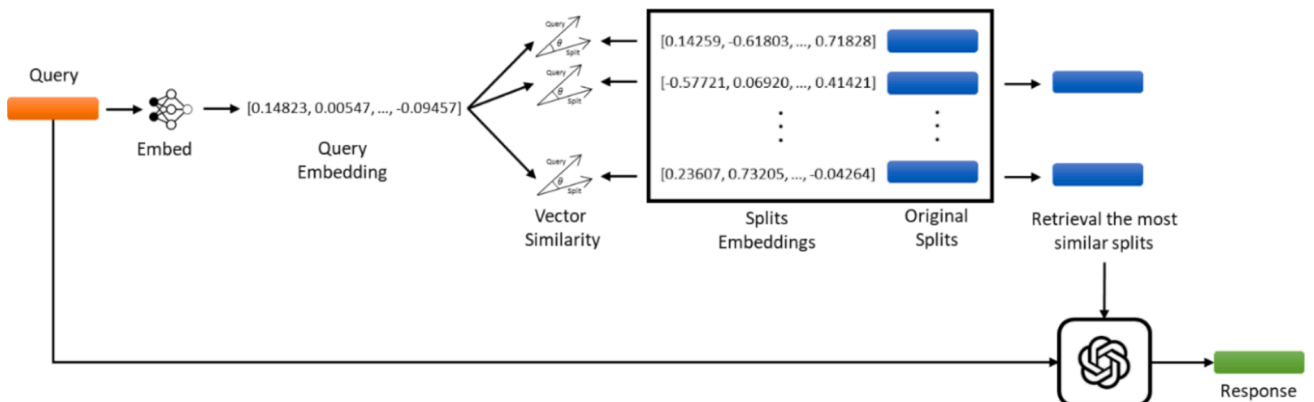 Query
Embed
[0.14823, 0.00547, ..., -0.09457]
Query
Embedding
Query
θ
Split
Query
θ
Split
Query
θ
Split
Vector
Similarity
[0.14259, -0.61803, ..., 0.71828]
[-0.57721, 0.06920, ..., 0.41421]
[0.23607, 0.73205, ..., -0.04264]
Splits
Embeddings
Original
Splits
Retrieval the most
similar splits
Response